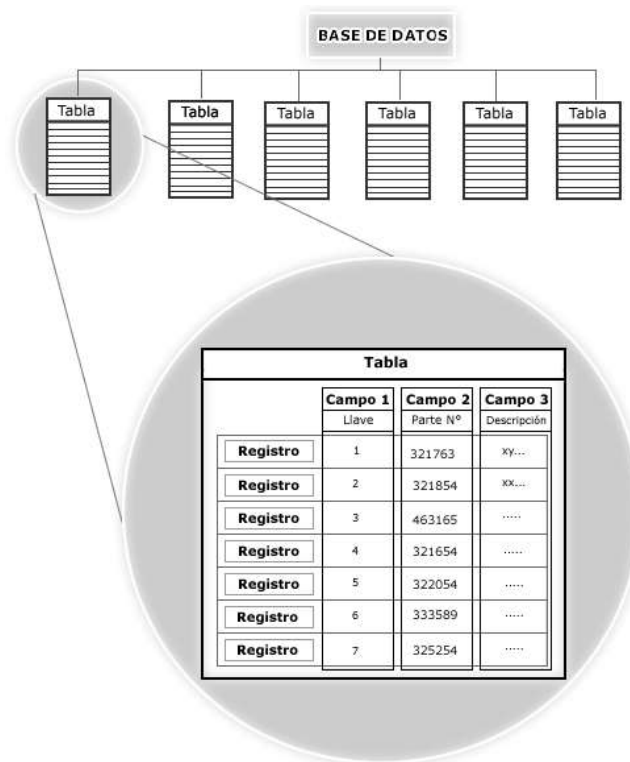 BASE DE DATOS
Tabla Tabla Tabla Tabla Tabla Tabla
Tabla
Campo 1 Campo 2 Campo 3
Llave Parte N° Descripción
Registro 1 321763 xy...
Registro 2 321854 xx...
Registro 3 463165 .....
Registro 4 321654 .....
Registro 5 322054 .....
Registro 6 333589 .....
Registro 7 325254 .....